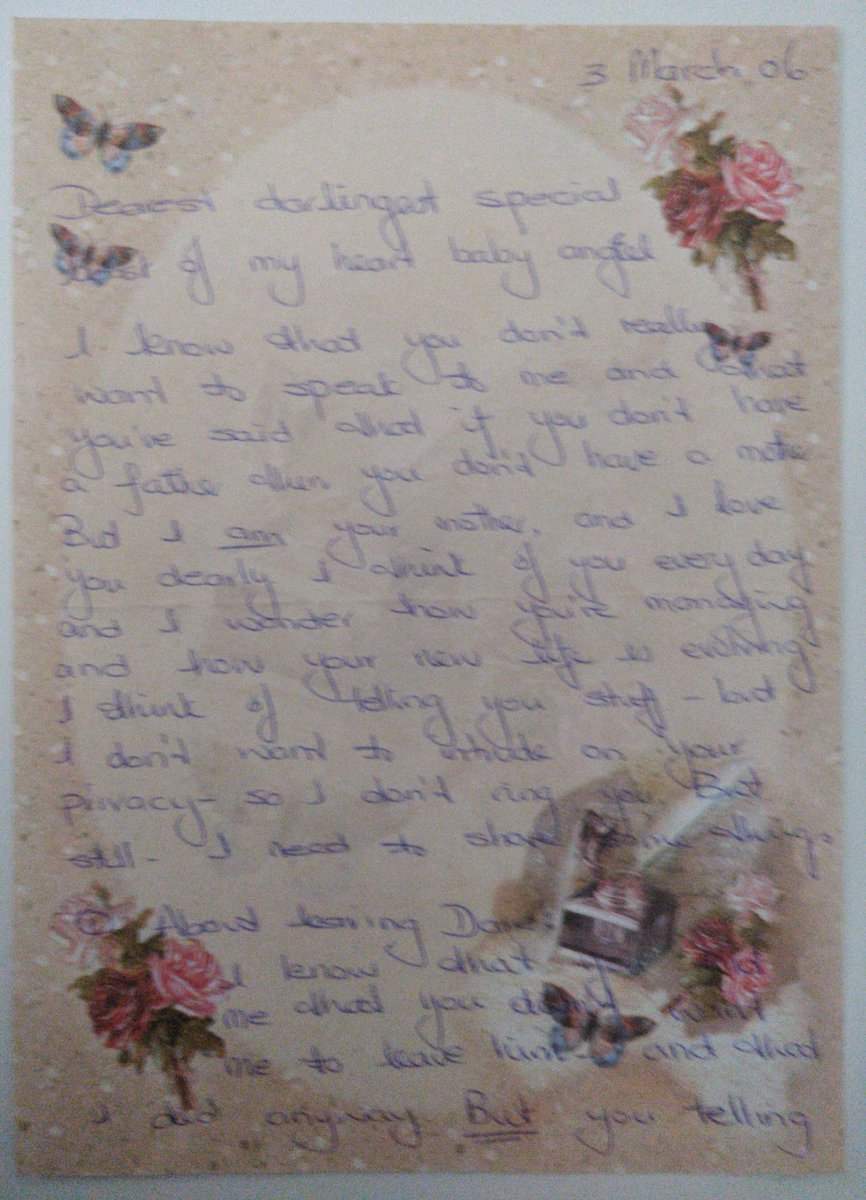 3 March 06
Dearest darlingest special
of my heart baby angel
I know that you don't really
want to speak to me and that
you've said that if you don't have
a father then you don't have a mother
But I am your mother, and I love
you dearly. I think of you every day
and I wonder how you're managing
and how your new life is evolving
I think of telling you stuff - but
I don't want to intrude on your
privacy - so I don't ring you. But
still - I need to share some things
About leaving
I know that
me that you didn't want
me to leave him - and that
I did anyway But you telling